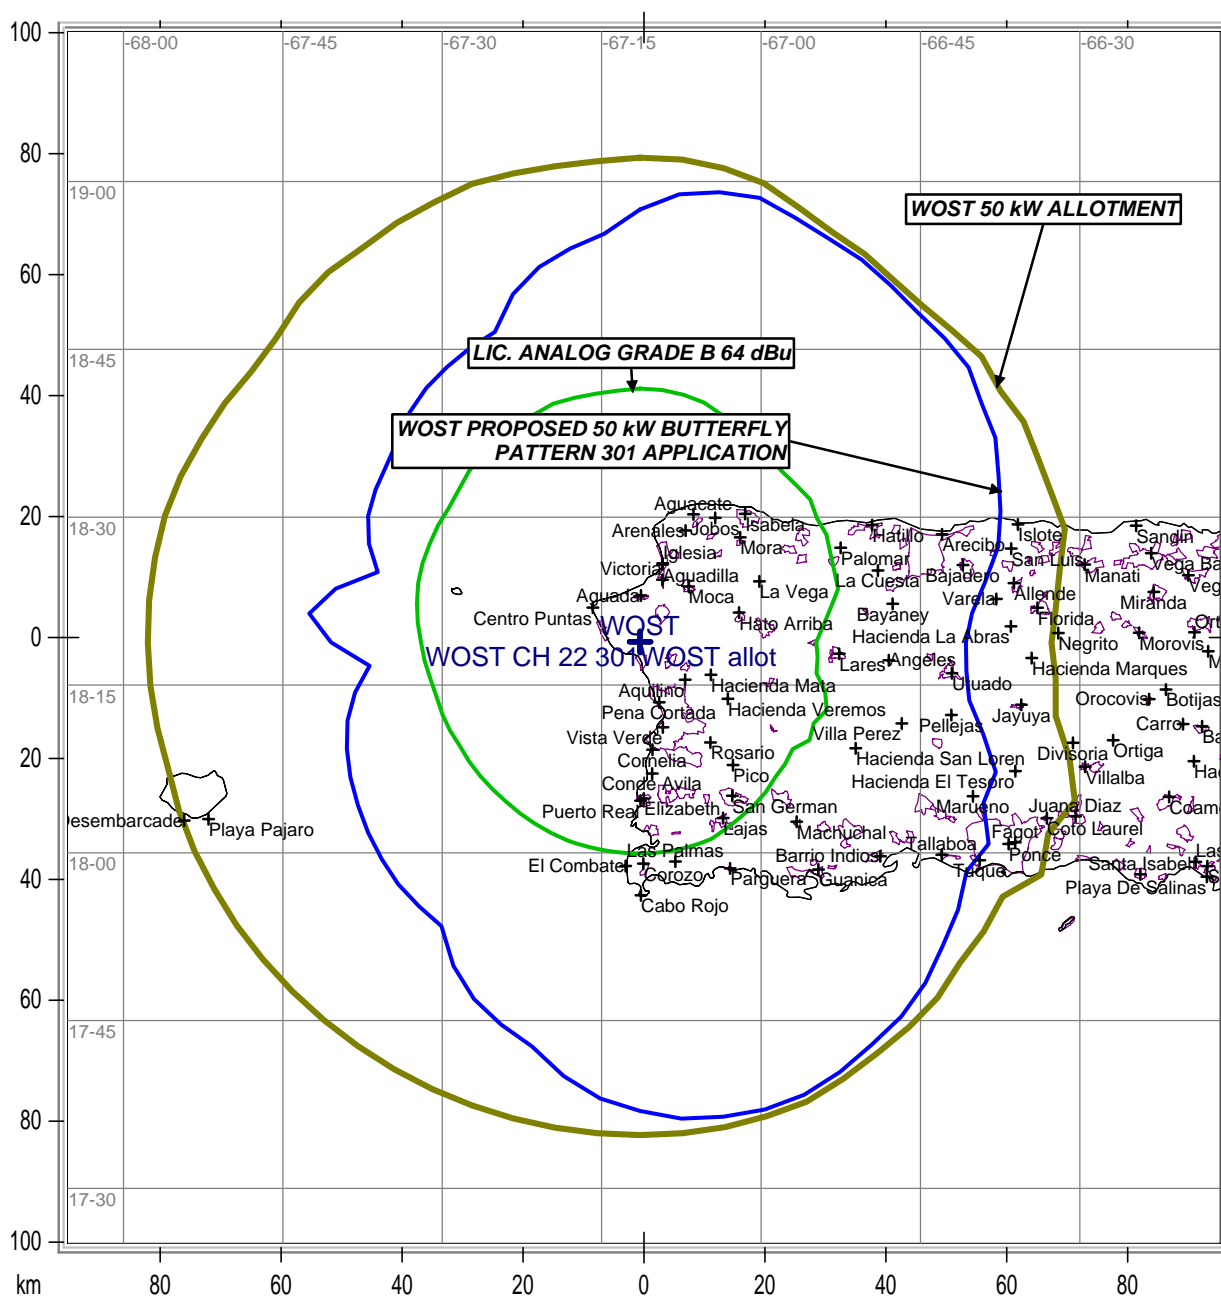 100
-68-00
-67-45
-67-30
-67-15
-67-00
-66-45
-66-30
80
19-00
WOST 50 kW ALLOTMENT
60
18-45
LIC. ANALOG GRADE B 64 dBu
40
WOST PROPOSED 50 kW BUTTERFLY
PATTERN 301 APPLICATION
20
18-30
Aguacate
Jobos
Isabela
Arenales
Mora
Hatillo
Arecibo
Islote
Sandin
Iglesia
Palomar
San Luis
Vega Ba
Victoria
Aguadilla
La Cuesta
Bajadero
Manati
Veg
Aguada
Moca
La Vega
Varela
Allende
Miranda
Centro Puntas
Hato Arriba
Bayaney
Florida
WOST
Hacienda La Abras
Negrito
Morovis
Ort
0
WOST CH 22 301WOST allot
Lares
Angeles
Hacienda Marques
M
18-15
Aquilino
Hacienda Mata
Utuado
Orocovis
Botijas
Pena Cortada
Hacienda Veremos
Jayuya
Vista Verde
Villa Perez
Pellejas
Carro
Ba
20
Cornelia
Rosario
Hacienda San Loren
Divisoria
Ortiga
Conde Avila
Pico
Hacienda El Tesoro
Villalba
Hac
Puerto Real
Elizabeth
San German
Marueno
Juana Diaz
Coamo
Desembarcader
Playa Pajaro
Lajas
Machuchal
Fagot
Coto Laurel
18-00
El Combate
Las Palmas
Corozo
Parguera
Barrio Indios
Guanica
Tallaboa
Tuque
Ponce
Santa Isabel
Las
40
Cabo Rojo
Playa De Salinas
S
60
17-45
80
17-30
100
km
80
60
40
20
0
20
40
60
80